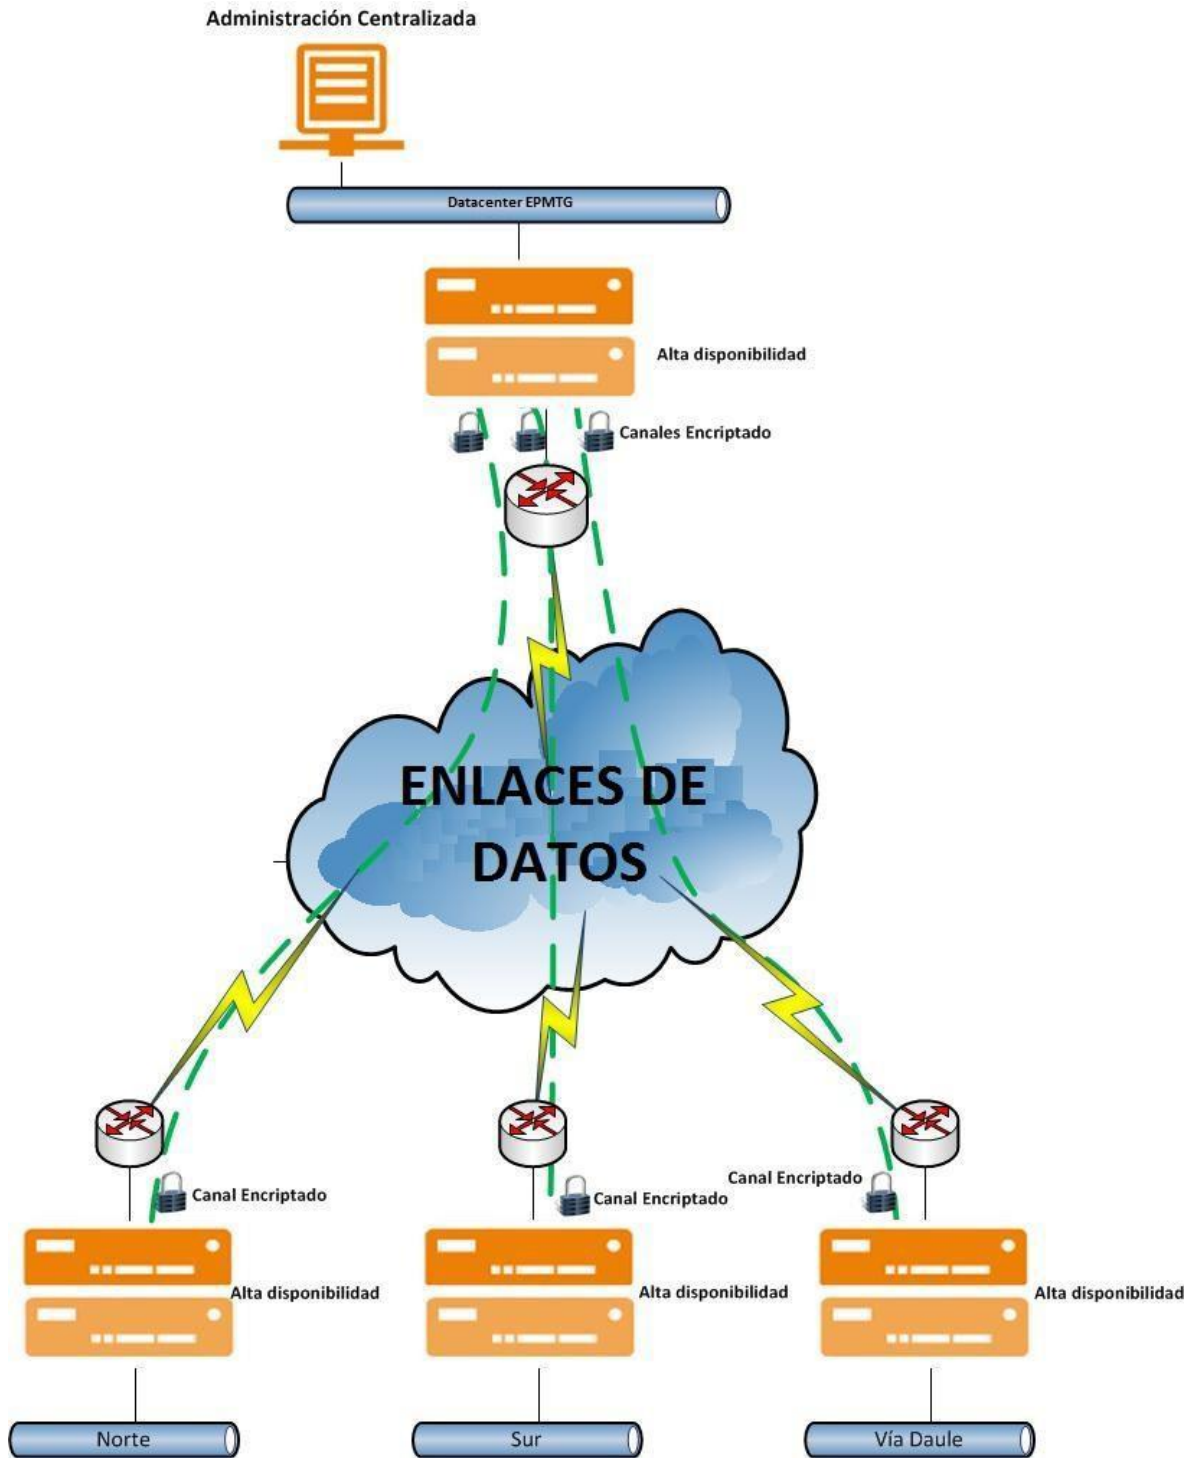 Administración Centralizada
Datacenter EPMTG
Alta disponibilidad
Canales Encriptado
ENLACES DE
DATOS
Canal Encriptado
Canal Encriptado
Canal Encriptado
Alta disponibilidad
Alta disponibilidad
Alta disponibilidad
Norte
Sur
Vía Daule